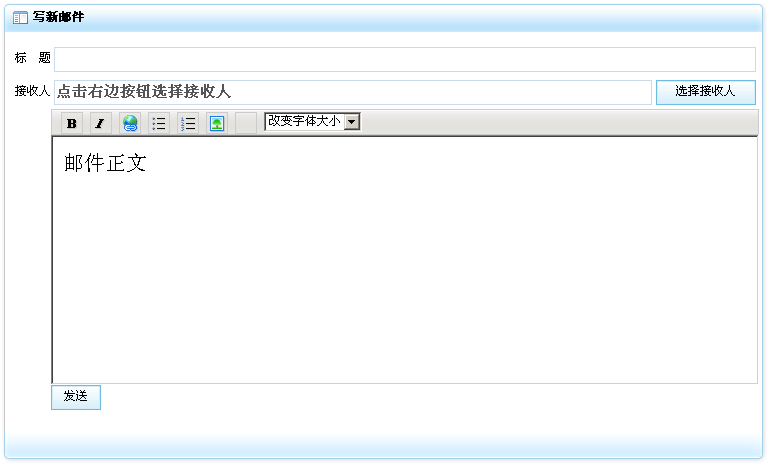 写新邮件
标 题
接收人 点击右边按钮选择接收人 选择接收人
B I 改变字体大小
邮件正文
发送